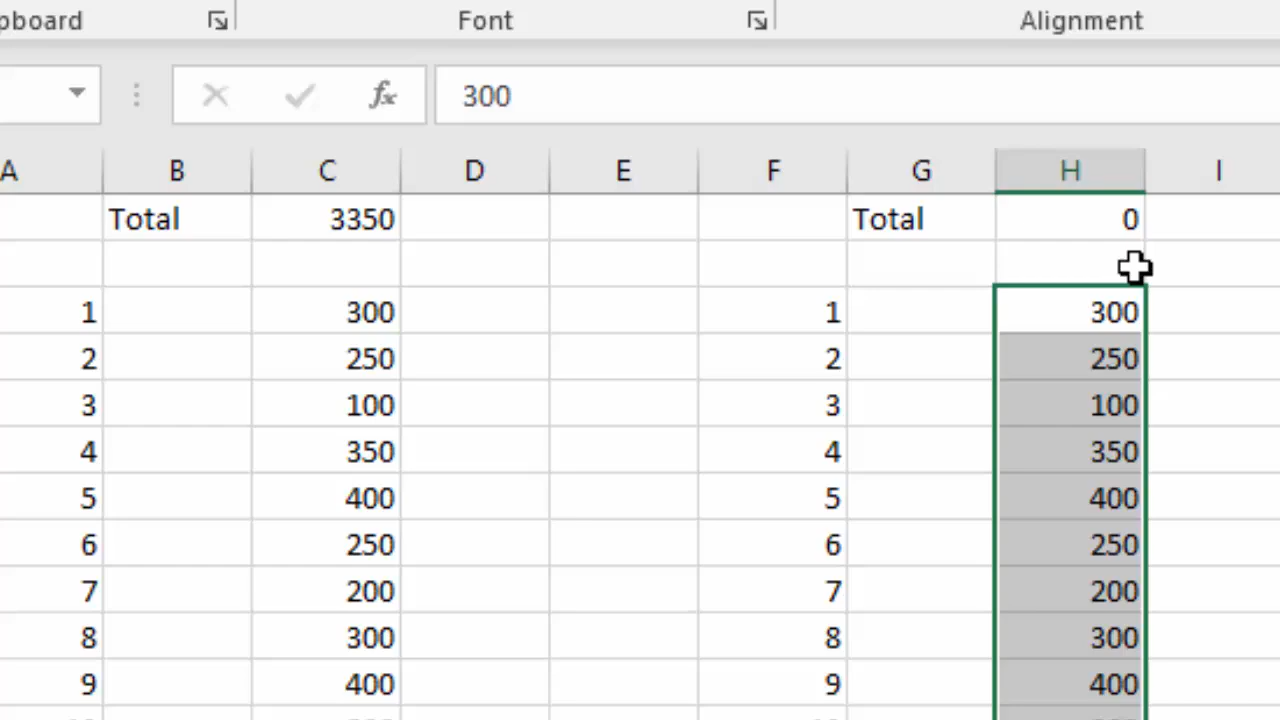 pboard Font Alignment
fx 300
A B C D E F G H I
Total 3350 Total 0
1 300 1 300
2 250 2 250
3 100 3 100
4 350 4 350
5 400 5 400
6 250 6 250
7 200 7 200
8 300 8 300
9 400 9 400